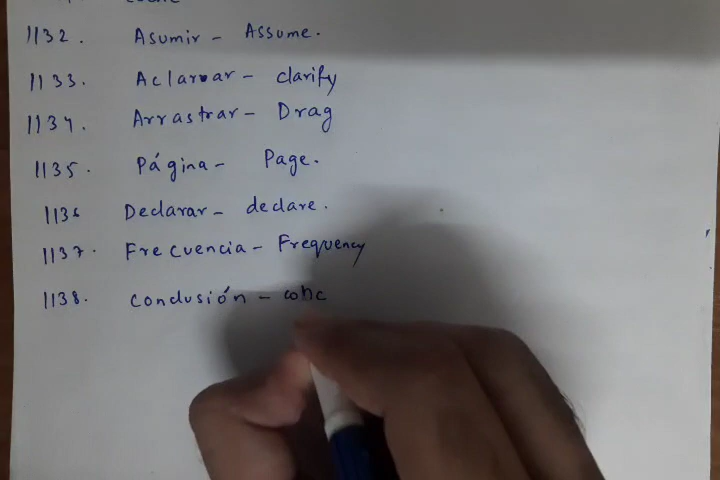 1132. Asumir - Assume.
1133. Aclarar - clarify
1134. Arrastrar - Drag
1135. Página - Page.
1136 Declarar - declare.
1137. Frecuencia - Frequency
1138. Conclusión - conc